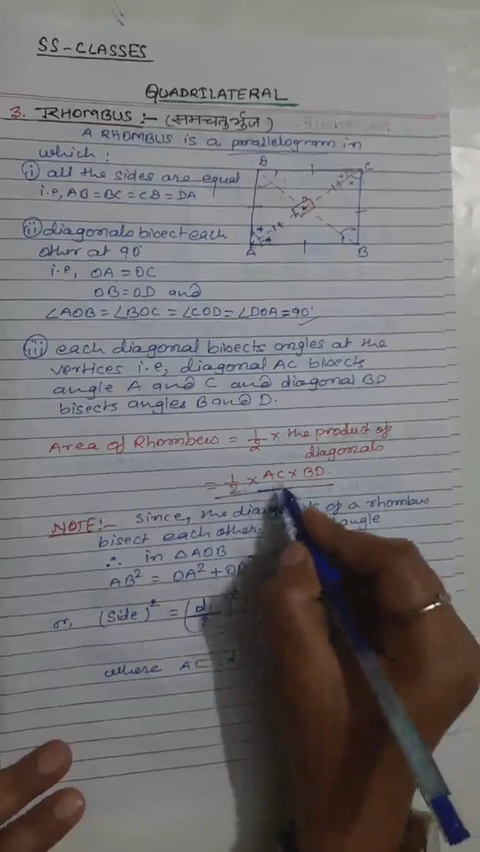 SS-CLASSES
QUADRILATERAL
3. RHOMBUS :- (समचतुर्भुज)
A RHOMBUS is a parallelogram in
which :
D C
(i) all the sides are equal
i.e, AB = BC = CD = DA
(ii) diagonals bisect each
A B
other at 90°
i.e, OA = OC
OB = OD and
∠AOB = ∠BOC = ∠COD = ∠DOA = 90°
(iii) each diagonal bisects angles at the
vertices i.e, diagonal AC bisects
angle A and C and diagonal BD
bisects angles B and D.
Area of Rhombus = 1/2 × the product of
diagonals
= 1/2 × AC × BD.
NOTE:- Since, the of a rhombus
bisect each other angle
∴ in △AOB
AB² = OA² +
or, (Side)² = (d₁/2)²
where AC =